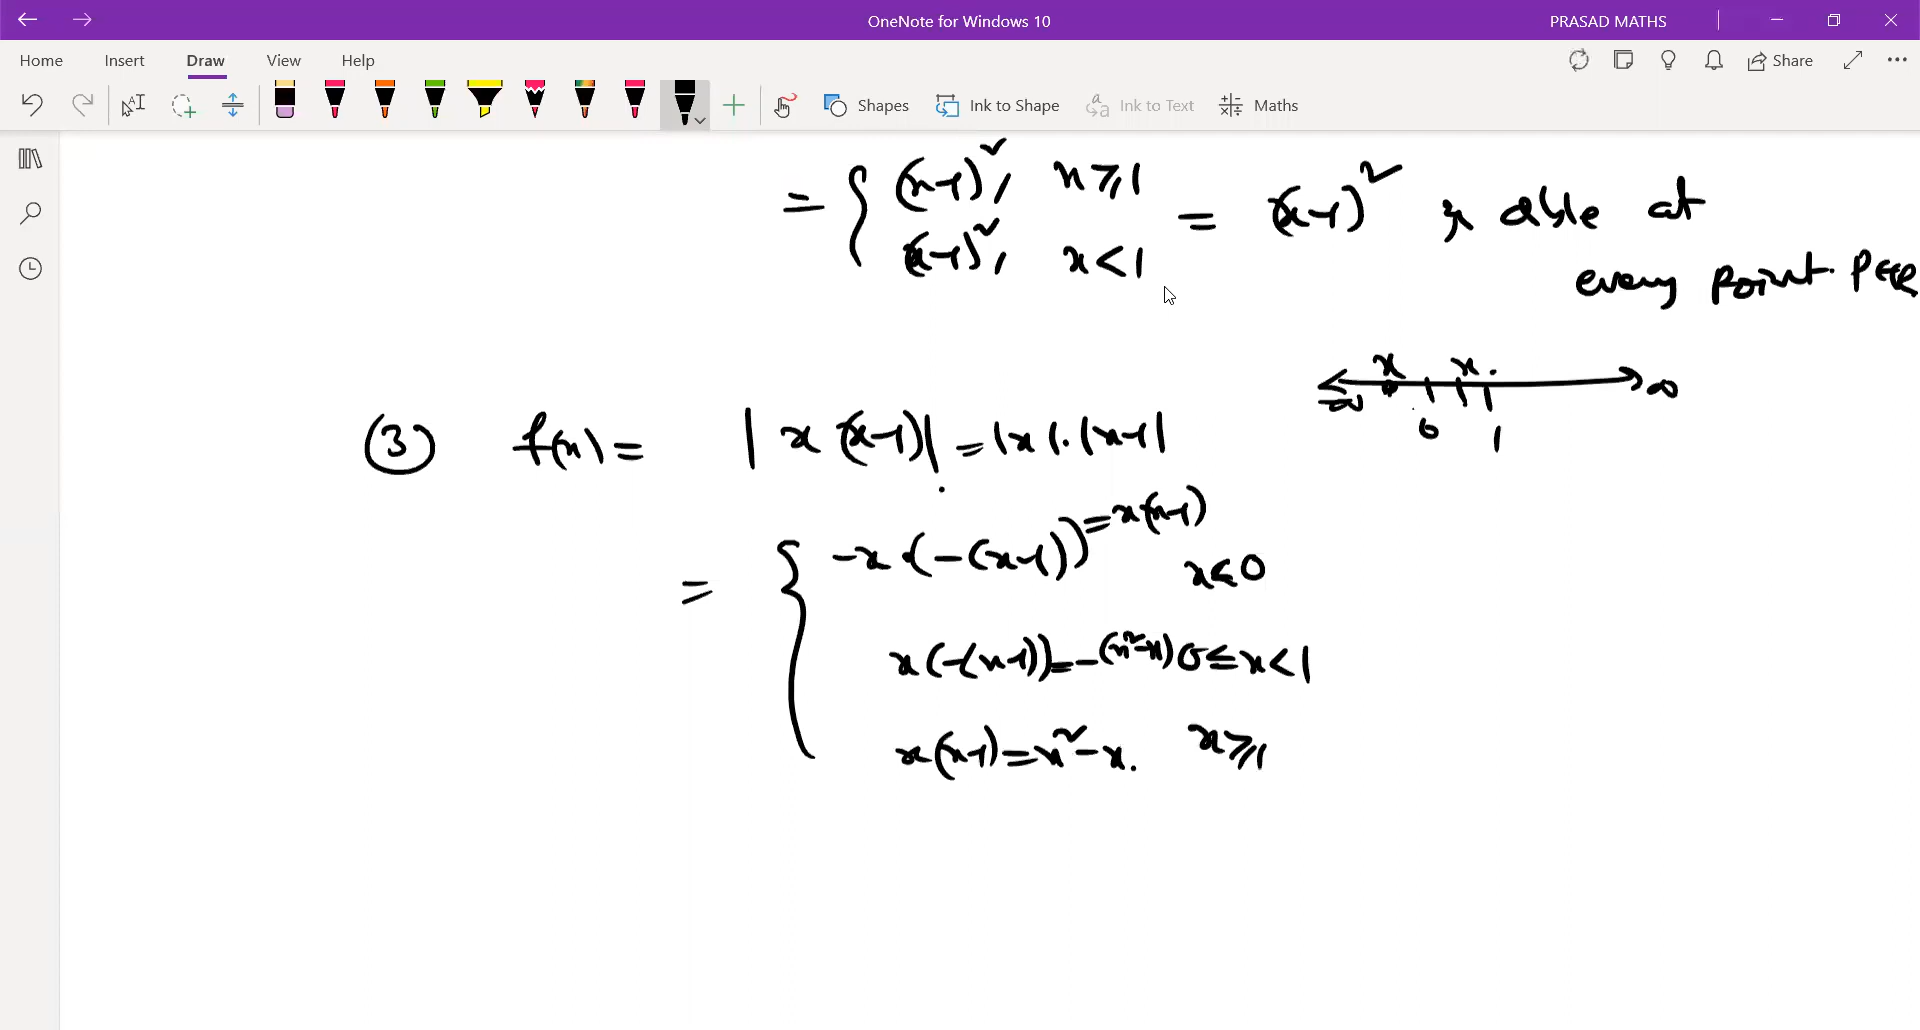 OneNote for Windows 10
PRASAD MATHS
Home Insert Draw View Help
Share
Shapes Ink to Shape Ink to Text Maths
= { (x-1)², x ≥ 1
(x-1)², x < 1
= (x-1)² is able at
every point.
-∞ x 0 x 1 ∞
(3) f(x) = |x(x-1)| = |x|.|x-1|
= { -x·(-(x-1)) = x(x-1) x<0
x(-(x-1)) = -(x²-x) 0≤x<1
x(x-1) = x²-x. x≥1